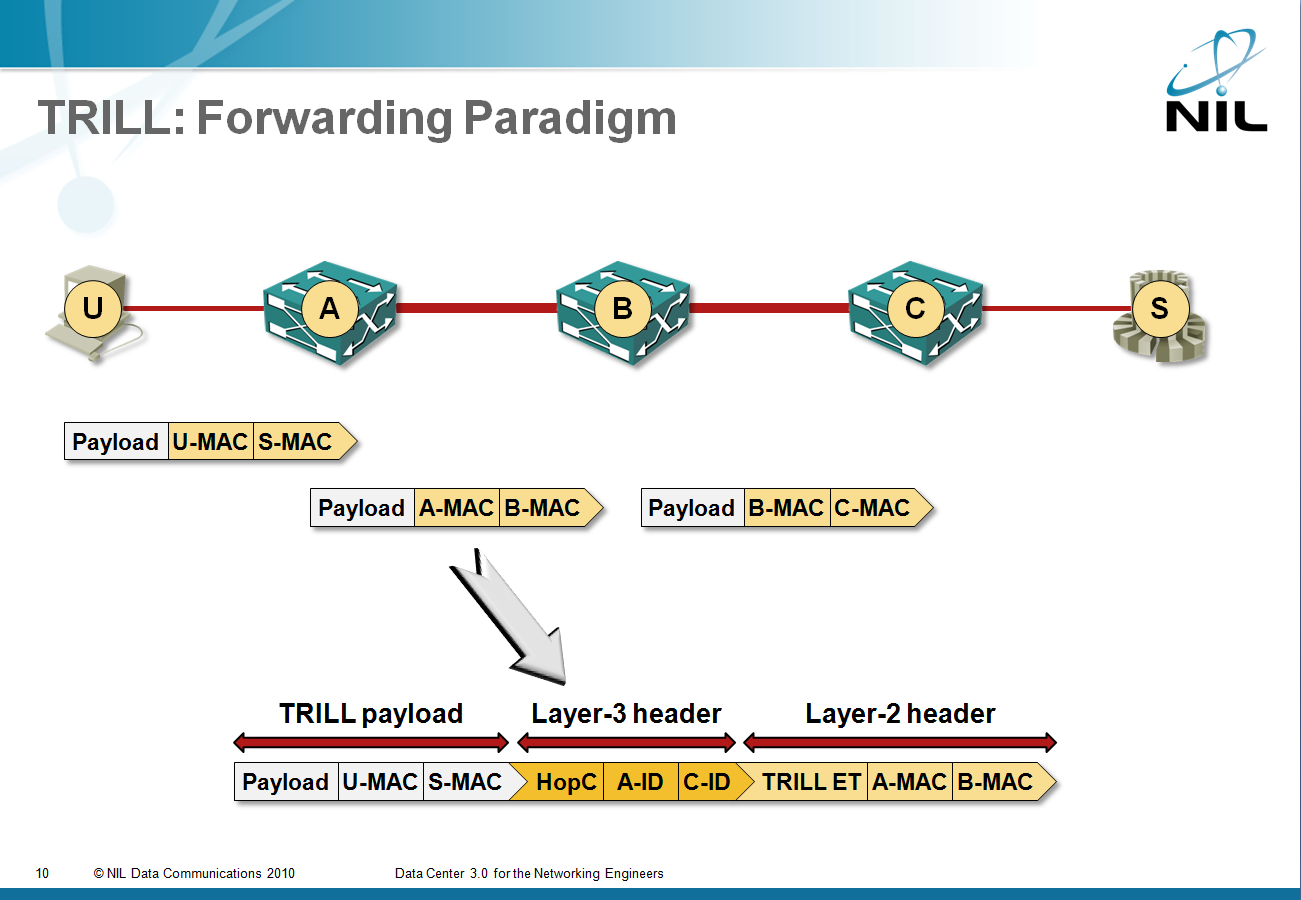 TRILL: Forwarding Paradigm
NIL
U
A
B
C
S
Payload U-MAC S-MAC
Payload A-MAC B-MAC
Payload B-MAC C-MAC
TRILL payload
Layer-3 header
Layer-2 header
Payload U-MAC S-MAC HopC A-ID C-ID TRILL ET A-MAC B-MAC
10 © NIL Data Communications 2010 Data Center 3.0 for the Networking Engineers